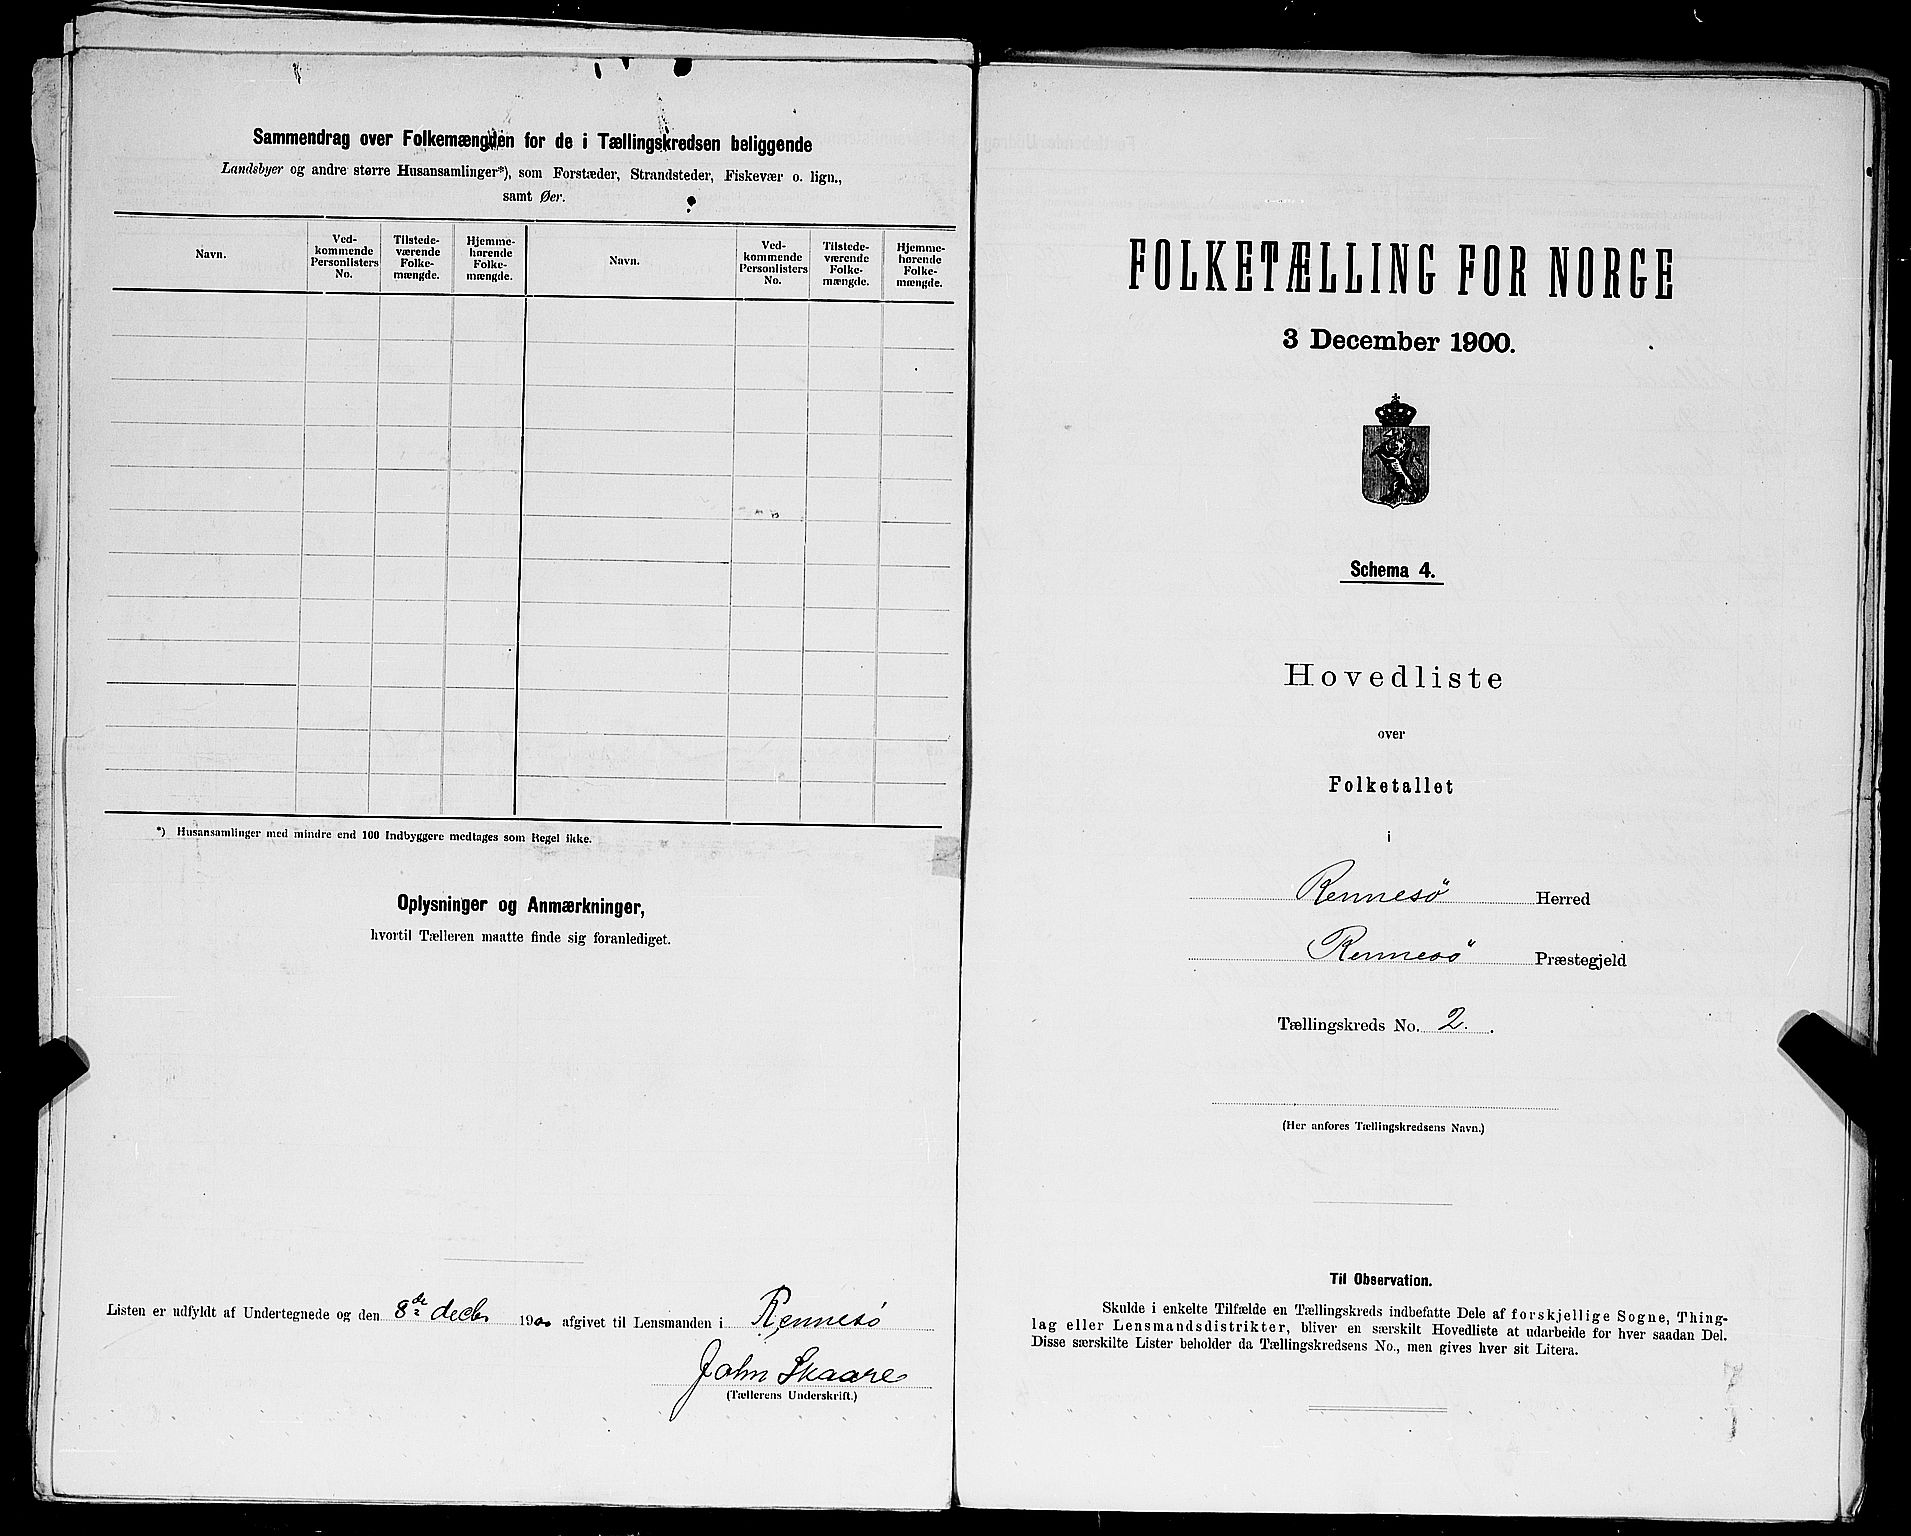 Sammendrag over Folkemængden for de i Tællingskredsen beliggende
Landsbyer og andre større Husansamlinger*), som Forstæder, Strandsteder, Fiskevær o. lign.,
samt Øer.
Navn.
Ved-
kommende
Personlisters
No.
Tilstede-
værende
Folke-
mængde.
Hjemme-
hørende
Folke-
mængde.
Navn.
Ved-
kommende
Personlisters
No.
Tilstede-
værende
Folke-
mængde.
Hjemme-
hørende
Folke-
mængde.
*) Husansamlinger med mindre end 100 Indbyggere medtages som Regel ikke.
Oplysninger og Anmærkninger,
hvortil Tælleren maatte finde sig foranlediget.
Listen er udfyldt af Undertegnede og den 8de decbr 1900 afgivet til Lensmanden i Rennesö
John Skaare
(Tællerens Underskrift.)
FOLKETÆLLING FOR NORGE
3 December 1900.
Schema 4.
Hovedliste
over
Folketallet
i
Rennesö Herred
Rennesö Præstegjeld
Tællingskreds No. 2.
(Her anføres Tællingskredsens Navn.)
Til Observation.
Skulde i enkelte Tilfælde en Tællingskreds indbefatte Dele af forskjellige Sogne, Thing-
lag eller Lensmandsdistrikter, bliver en særskilt Hovedliste at udarbeide for hver saadan Del.
Disse særskilte Lister beholder da Tællingskredsens No., men gives hver sit Litera.